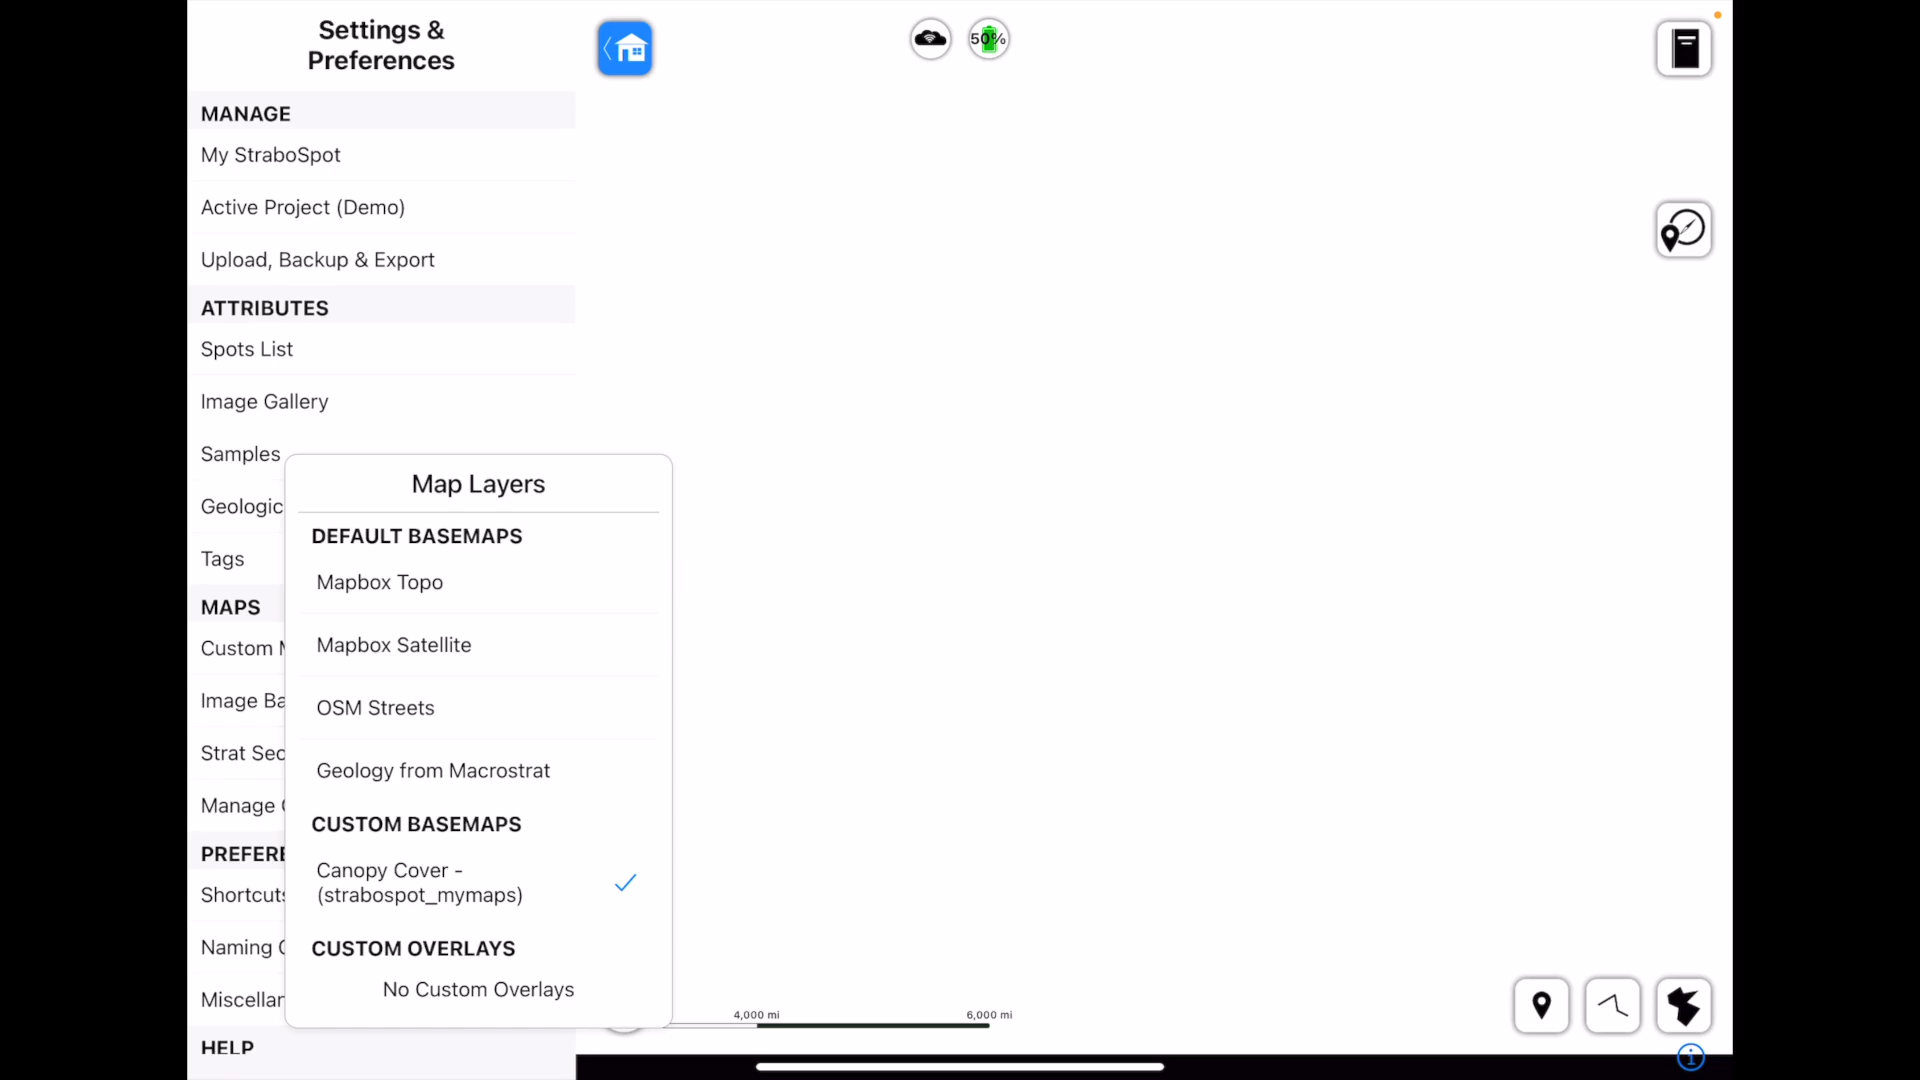 Settings &
Preferences
50%
MANAGE
My StraboSpot
Active Project (Demo)
Upload, Backup & Export
ATTRIBUTES
Spots List
Image Gallery
Samples
Geologic
Tags
MAPS
Custom
Image Ba
Strat Sec
Manage
PREFERE
Shortcuts
Naming
Miscellan
HELP
Map Layers
DEFAULT BASEMAPS
Mapbox Topo
Mapbox Satellite
OSM Streets
Geology from Macrostrat
CUSTOM BASEMAPS
Canopy Cover -
(strabospot_mymaps)
CUSTOM OVERLAYS
No Custom Overlays
4,000 mi
6,000 mi